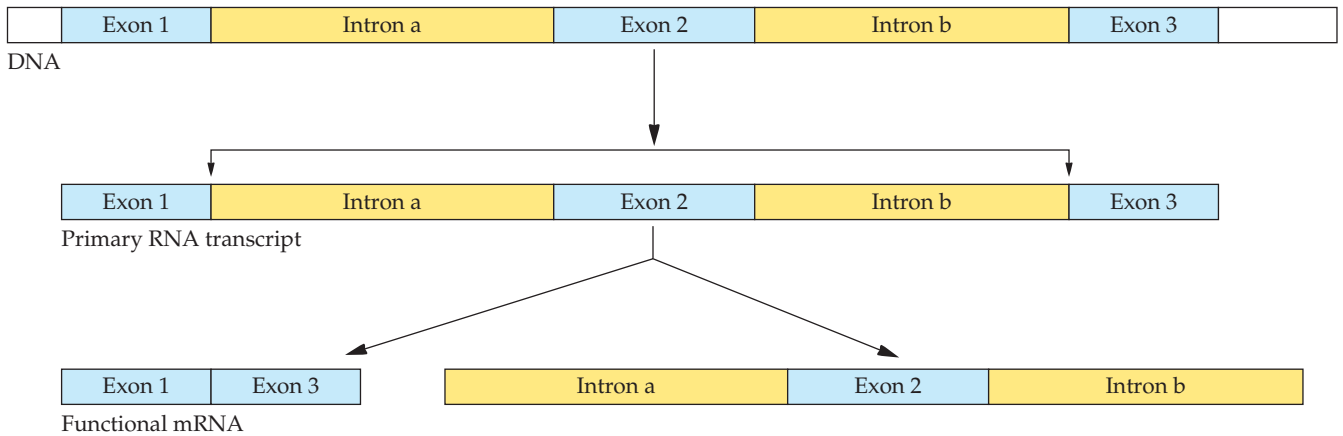 Exon 1 Intron a Exon 2 Intron b Exon 3
DNA
Exon 1 Intron a Exon 2 Intron b Exon 3
Primary RNA transcript
Exon 1 Exon 3 Intron a Exon 2 Intron b
Functional mRNA